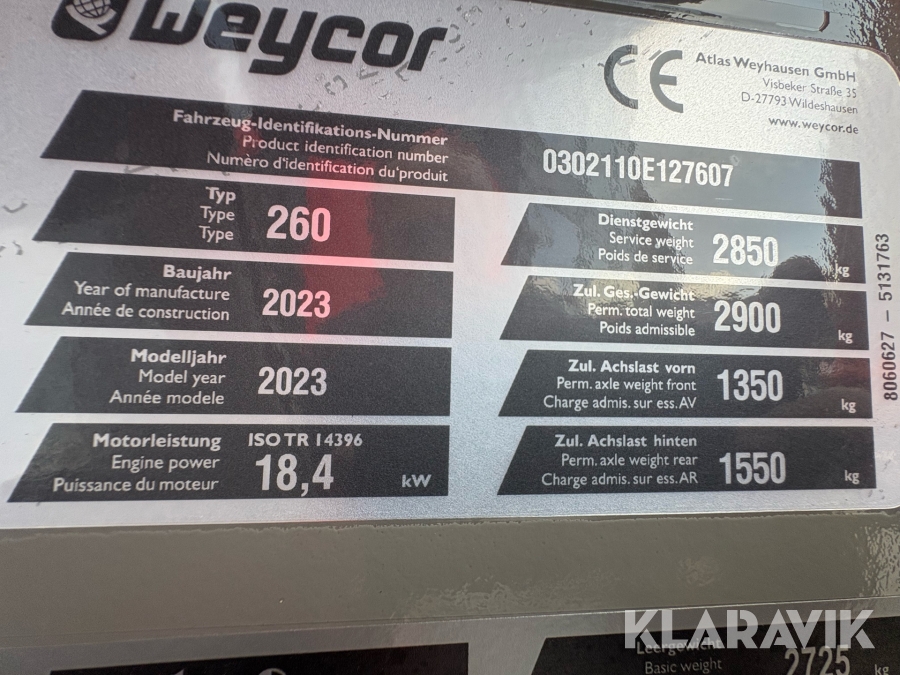 weycor
CE
Atlas Weyhausen GmbH
Visbeker Straße 35
D-27793 Wildeshausen
www.weycor.de
Fahrzeug-Identifikations-Nummer
Product identification number
Numèro d'identification du produit
0302110E127607
Typ
Type
Type
260
Baujahr
Year of manufacture
Année de construction
2023
Modelljahr
Model year
Année modele
2023
Motorleistung ISO TR 14396
Engine power
Puissance du moteur
18,4 kW
Dienstgewicht
Service weight
Poids de service
2850 kg
Zul. Ges.-Gewicht
Perm. total weight
Poids admissible
2900 kg
Zul. Achslast vorn
Perm. axle weight front
Charge admis. sur ess. AV
1350 kg
Zul. Achslast hinten
Perm. axle weight rear
Charge admis. sur ess. AR
1550 kg
8060627 – 5131763
KLARAVIK
Leergewicht
Basic weight
2725 kg